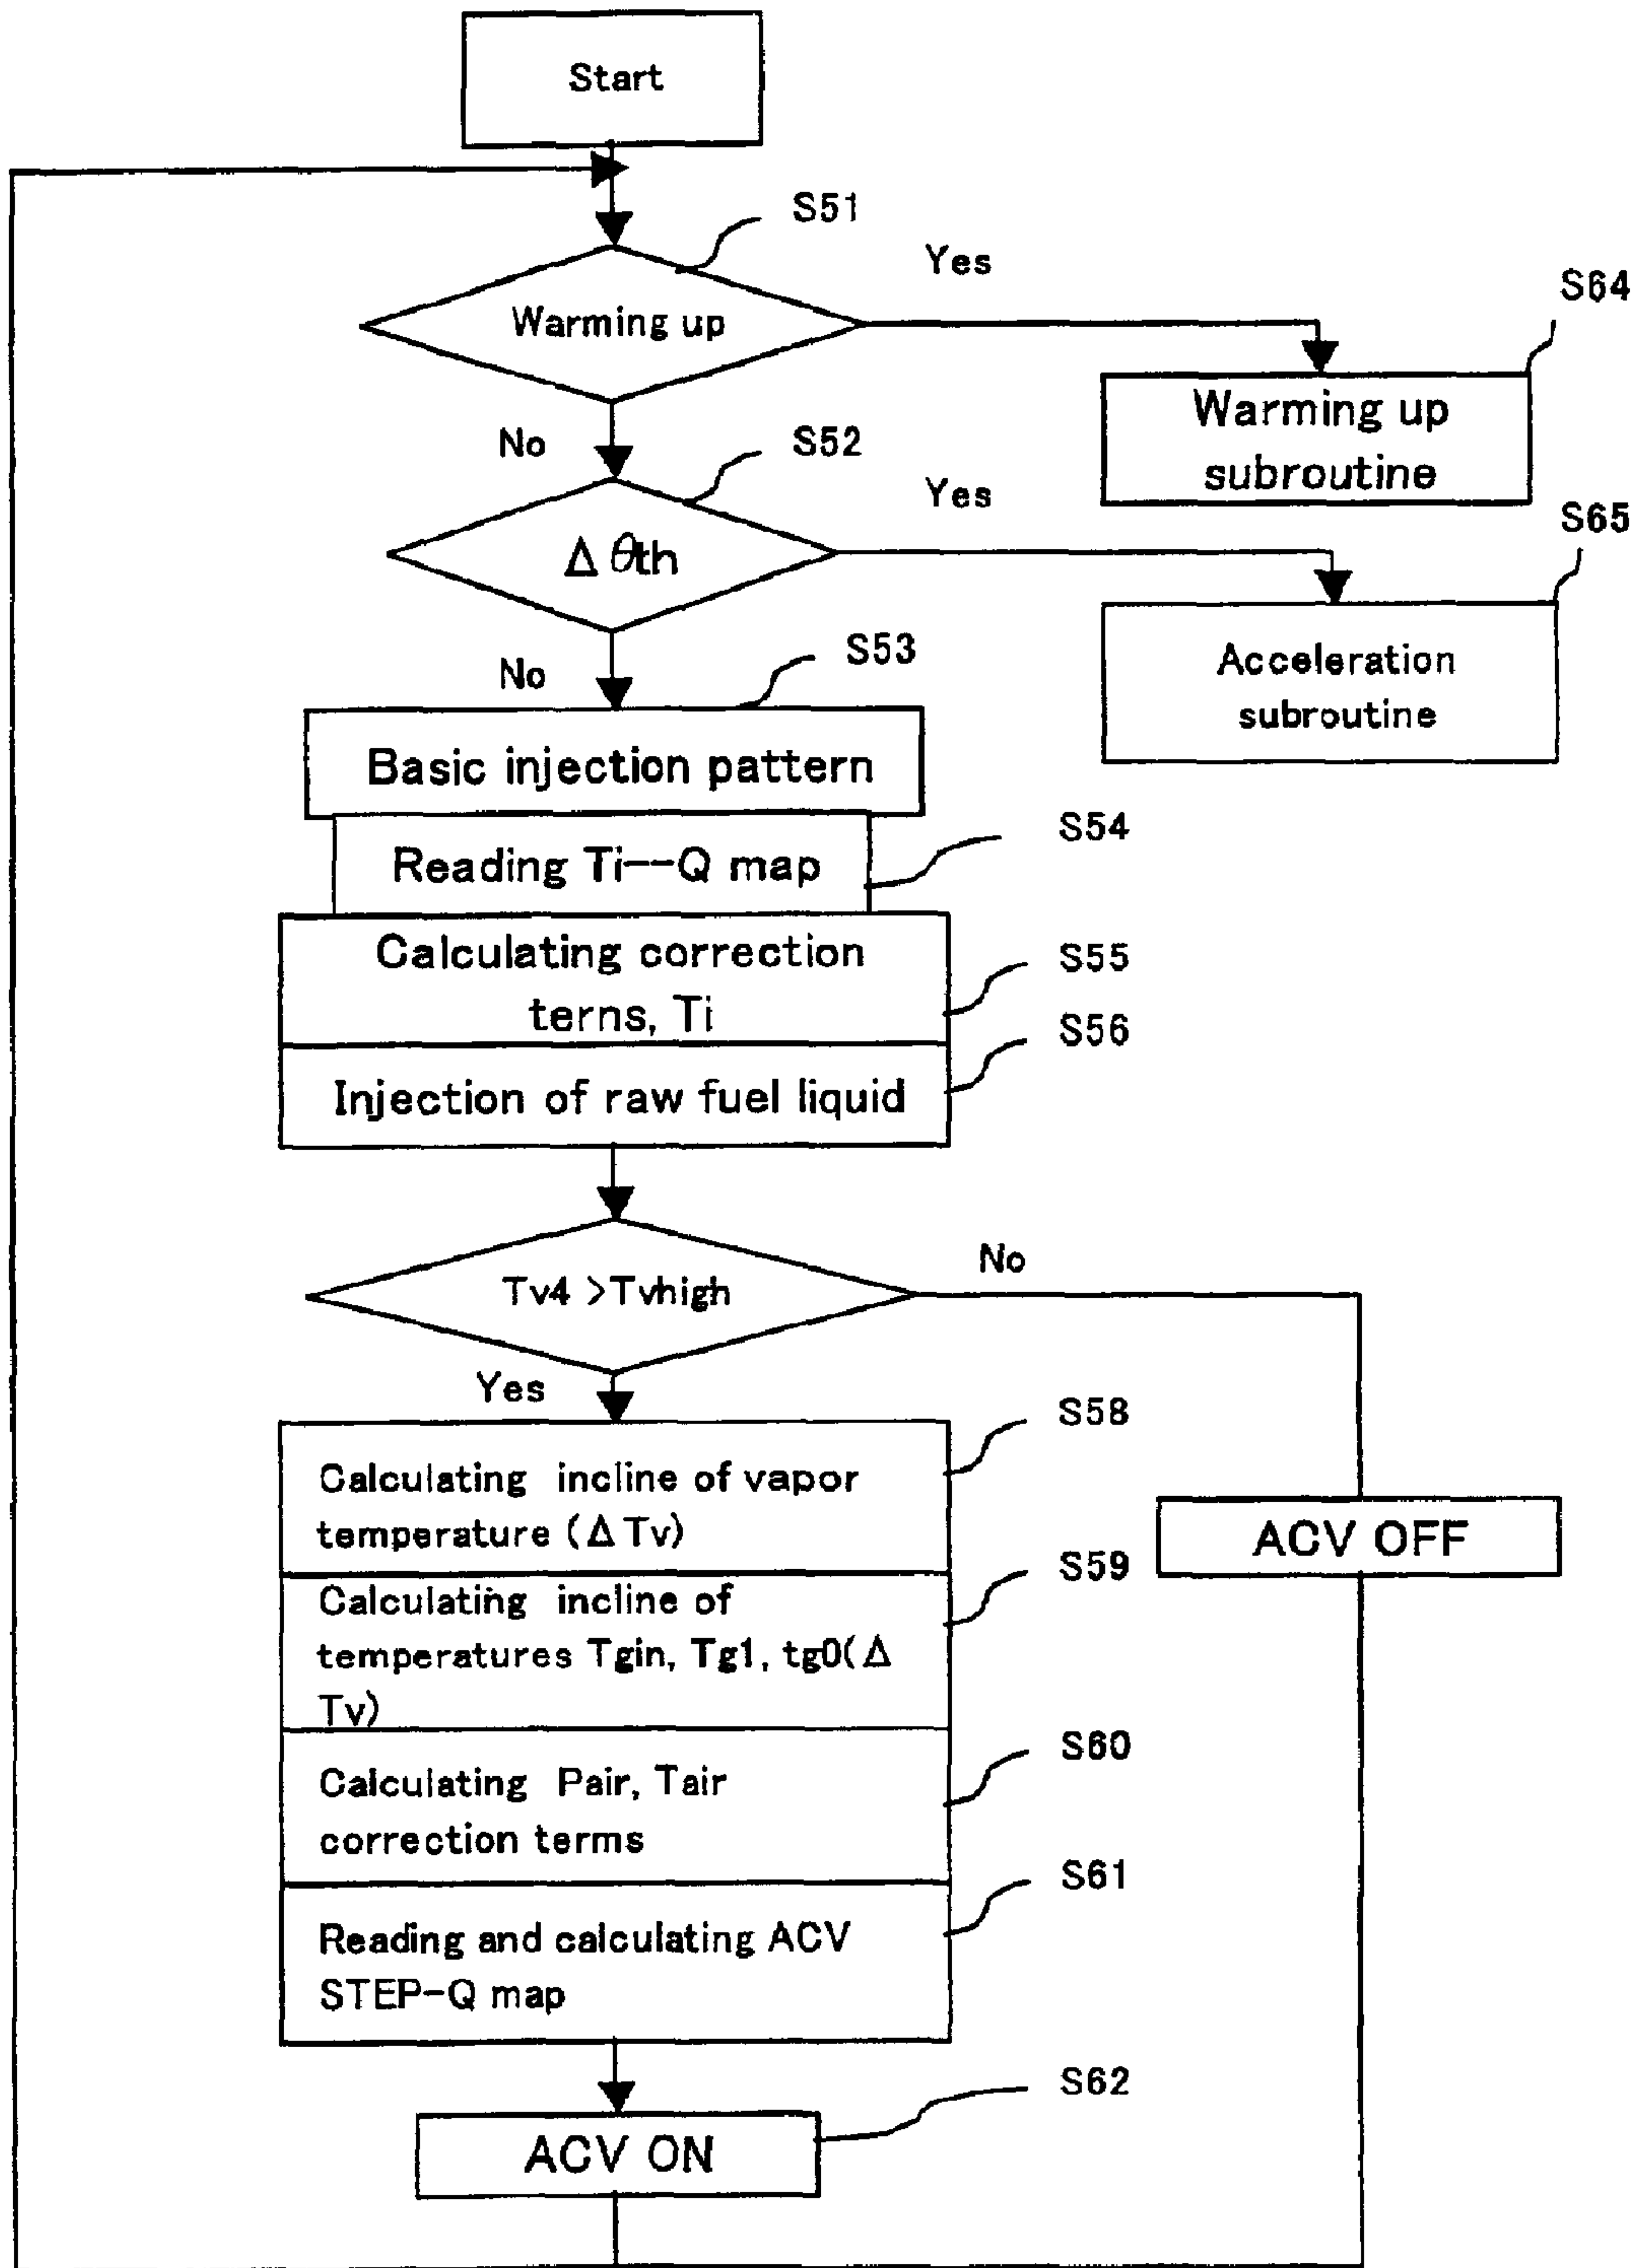 Start
S51
Yes
S64
Warming up
Warming up
subroutine
No
S52
Yes
S65
Δ θth
Acceleration
subroutine
No
S53
Basic injection pattern
S54
Reading Ti--Q map
Calculating correction
terns, Ti
S55
S56
Injection of raw fuel liquid
No
Tv4 >Tvhigh
Yes
S58
Calculating incline of vapor
temperature (Δ Tv)
ACV OFF
S59
Calculating incline of
temperatures Tgin, Tg1, tg0(Δ
Tv)
S60
Calculating Pair, Tair
correction terms
S61
Reading and calculating ACV
STEP-Q map
S62
ACV ON